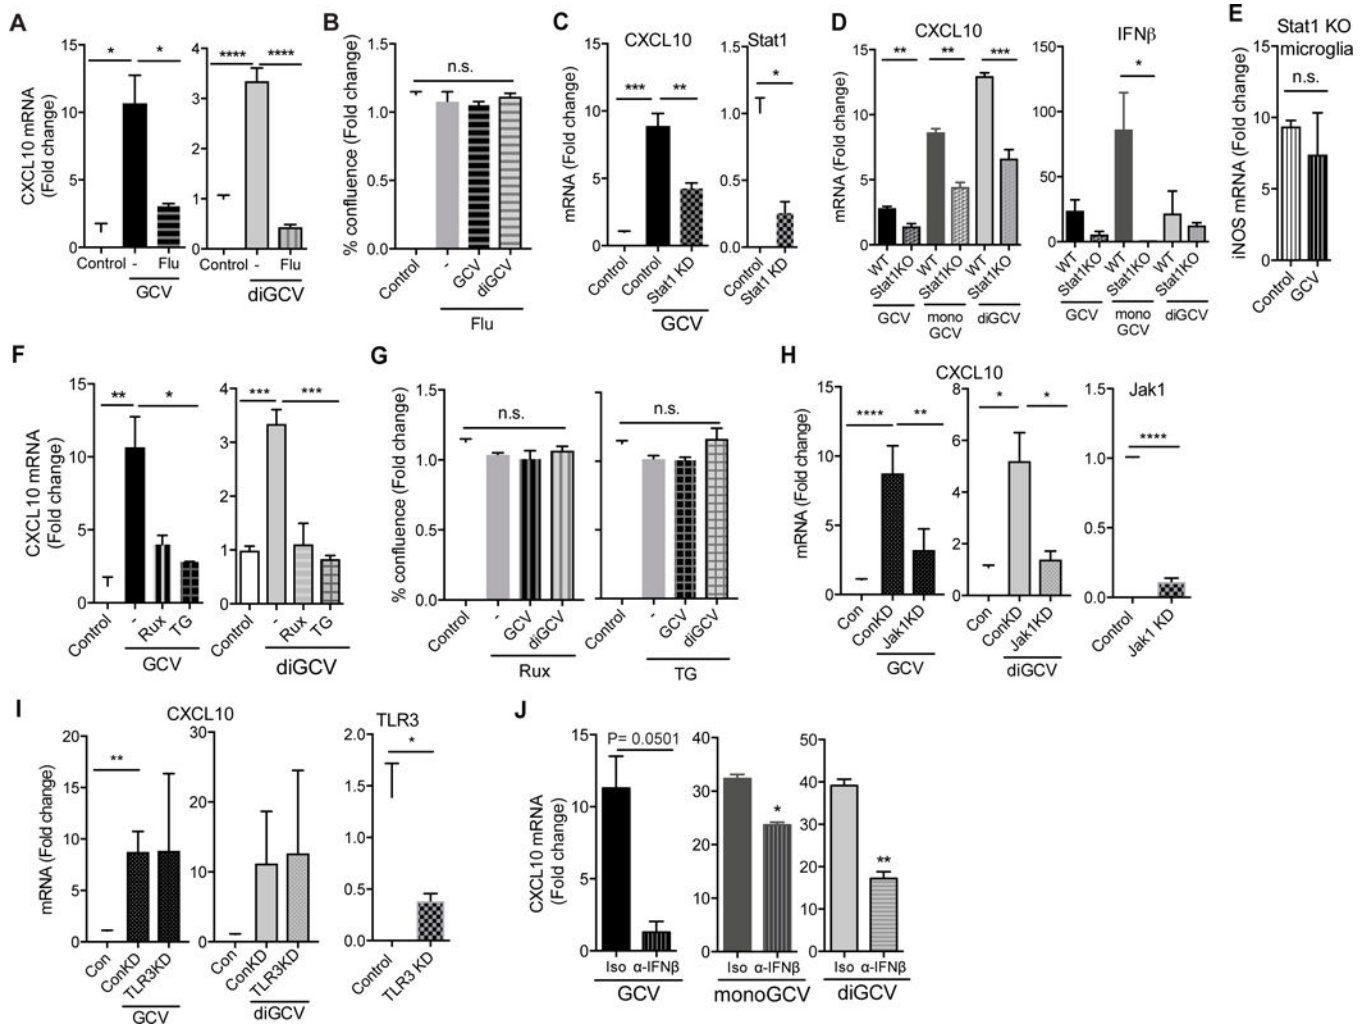 A
CXCL10 mRNA
(Fold change)
15
10
5
0
* *
Control - Flu
GCV
4
3
2
1
0
**** ****
Control - Flu
diGCV
B
% confluence (Fold change)
1.5
1.0
0.5
0.0
n.s.
Control - GCV diGCV
Flu
C
CXCL10
mRNA (Fold change)
15
10
5
0
*** **
Control Control Stat1 KD
GCV
Stat1
1.5
1.0
0.5
0.0
*
Control Stat1 KD
D
CXCL10
mRNA (Fold change)
15
10
5
0
** ** ***
WT Stat1KO WT Stat1KO WT Stat1KO
GCV mono GCV diGCV
IFNβ
150
100
50
0
*
WT Stat1KO WT Stat1KO WT Stat1KO
GCV mono GCV diGCV
E
Stat1 KO
microglia
iNOS mRNA (Fold change)
15
10
5
0
n.s.
Control GCV
F
CXCL10 mRNA
(Fold change)
15
10
5
0
** *
Control - Rux TG
GCV
4
3
2
1
0
*** ***
Control - Rux TG
diGCV
G
% confluence (Fold change)
1.5
1.0
0.5
0.0
n.s.
Control - GCV diGCV
Rux
n.s.
Control - GCV diGCV
TG
H
CXCL10
mRNA (Fold change)
15
10
5
0
**** **
Con ConKD Jak1KD
GCV
8
6
4
2
0
* *
Con ConKD Jak1KD
diGCV
Jak1
1.5
1.0
0.5
0.0
****
Control Jak1 KD
I
CXCL10
mRNA (Fold change)
20
15
10
5
0
**
Con ConKD TLR3KD
GCV
30
20
10
0
Con ConKD TLR3KD
diGCV
TLR3
2.0
1.5
1.0
0.5
0.0
*
Control TLR3 KD
J
CXCL10 mRNA
(Fold change)
15
10
5
0
P= 0.0501
Iso α-IFNβ
GCV
40
30
20
10
0
*
Iso α-IFNβ
monoGCV
50
40
30
20
10
0
**
Iso α-IFNβ
diGCV